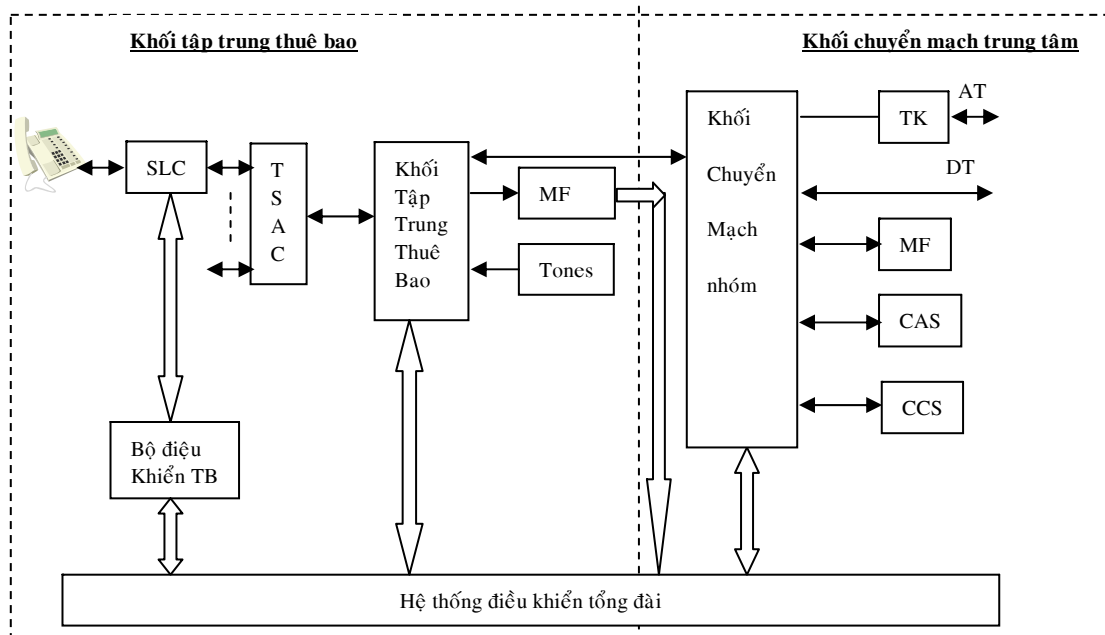 Khối tập trung thuê bao
Khối chuyển mạch trung tâm
SLC
T
S
A
C
Khối
Tập
Trung
Thuê
Bao
MF
Tones
Bộ điệu
Khiển TB
Khối
Chuyển
Mạch
nhóm
TK
AT
DT
MF
CAS
CCS
Hệ thống điều khiển tổng đài